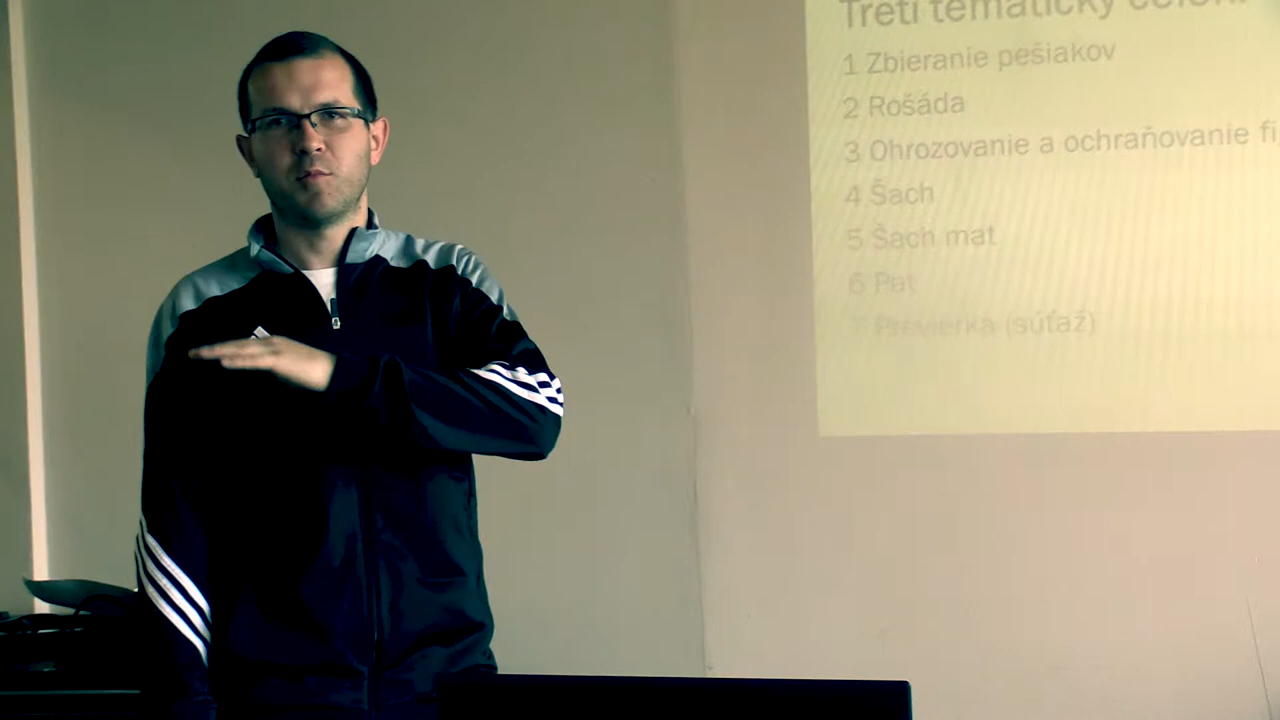 Tretí tematický
1 Zbieranie pešiakov
2 Rošáda
3 Ohrozovanie a ochraňovanie
4 Šach
5 Šach mat
6 Pat
7 Previerka (súťaž)